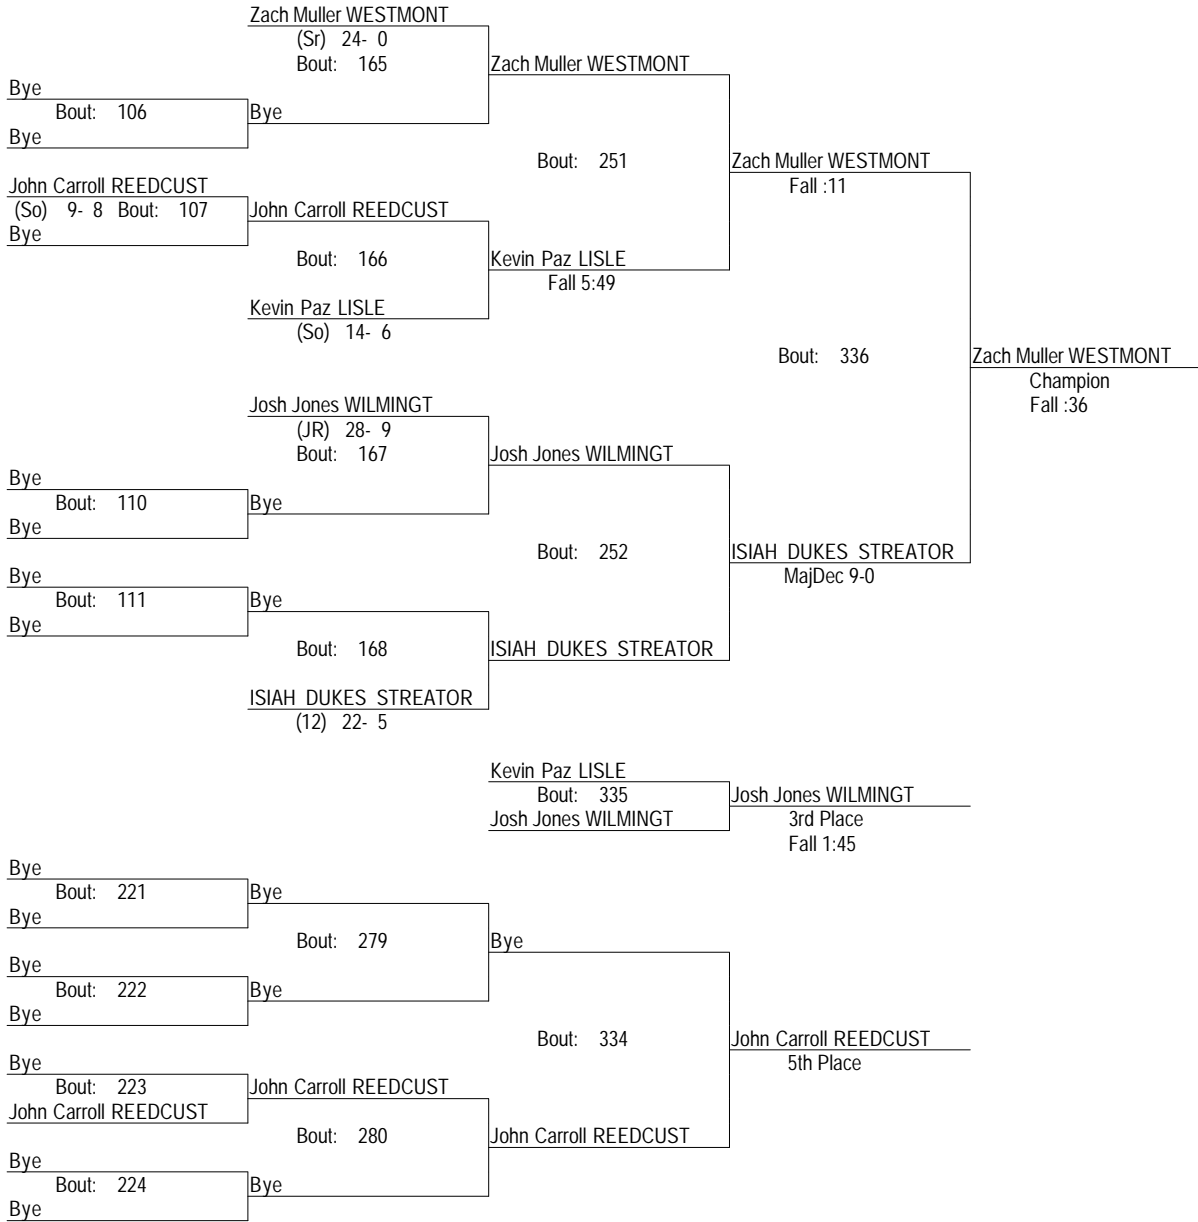 Zach Muller WESTMONT
(Sr) 24- 0
Bout: 165
Zach Muller WESTMONT
Bye
Bout: 106
Bye
Bye
Bout: 251
Zach Muller WESTMONT
Fall :11
John Carroll REEDCUST
(So) 9- 8 Bout: 107
John Carroll REEDCUST
Bye
Bout: 166
Kevin Paz LISLE
Fall 5:49
Kevin Paz LISLE
(So) 14- 6
Bout: 336
Zach Muller WESTMONT
Champion
Fall :36
Josh Jones WILMINGT
(JR) 28- 9
Bout: 167
Josh Jones WILMINGT
Bye
Bout: 110
Bye
Bye
Bout: 252
ISIAH DUKES STREATOR
MajDec 9-0
Bye
Bout: 111
Bye
Bye
Bout: 168
ISIAH DUKES STREATOR
ISIAH DUKES STREATOR
(12) 22- 5
Kevin Paz LISLE
Bout: 335
Josh Jones WILMINGT
Josh Jones WILMINGT
3rd Place
Fall 1:45
Bye
Bout: 221
Bye
Bye
Bout: 279
Bye
Bye
Bout: 222
Bye
Bye
Bout: 334
John Carroll REEDCUST
5th Place
Bye
Bout: 223
John Carroll REEDCUST
John Carroll REEDCUST
Bout: 280
John Carroll REEDCUST
Bye
Bout: 224
Bye
Bye